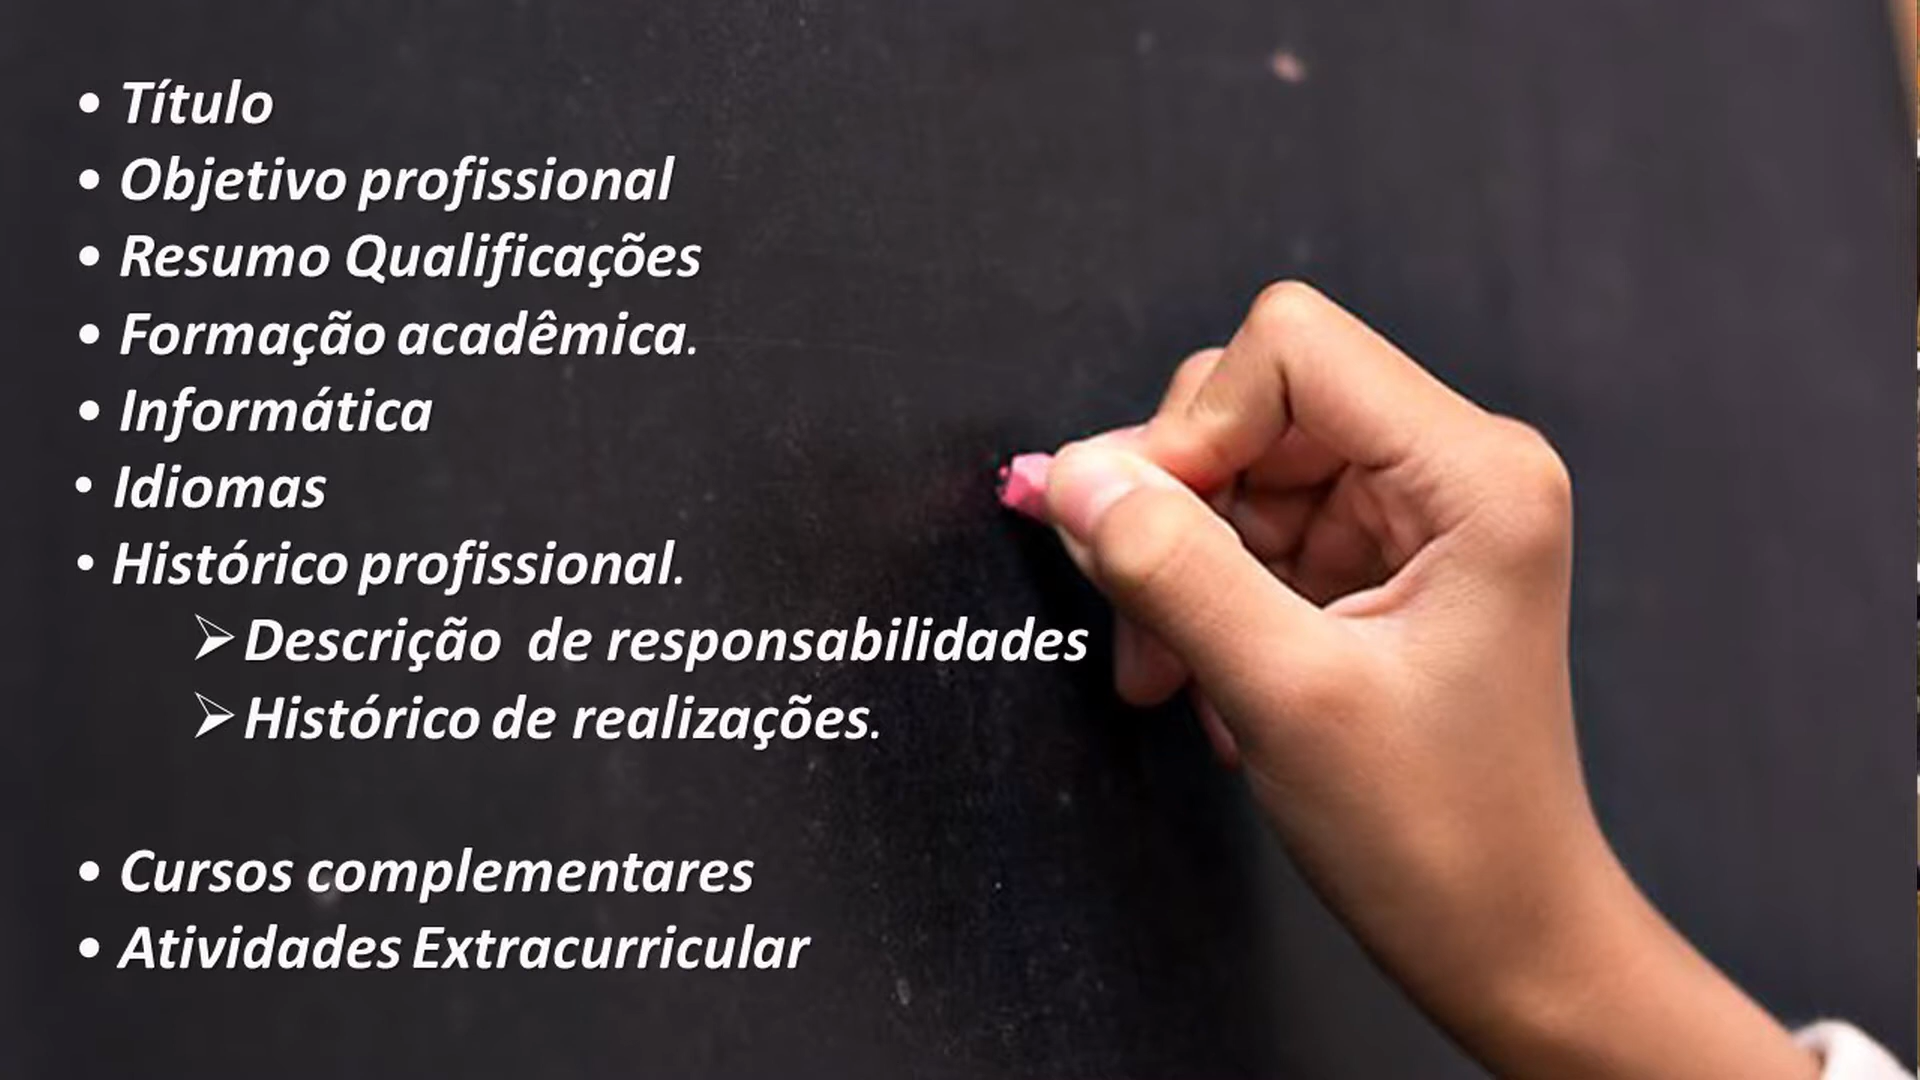 • Título
• Objetivo profissional
• Resumo Qualificações
• Formação acadêmica.
• Informática
• Idiomas
• Histórico profissional.
➢ Descrição  de responsabilidades
➢ Histórico de realizações.
• Cursos complementares
• Atividades Extracurricular